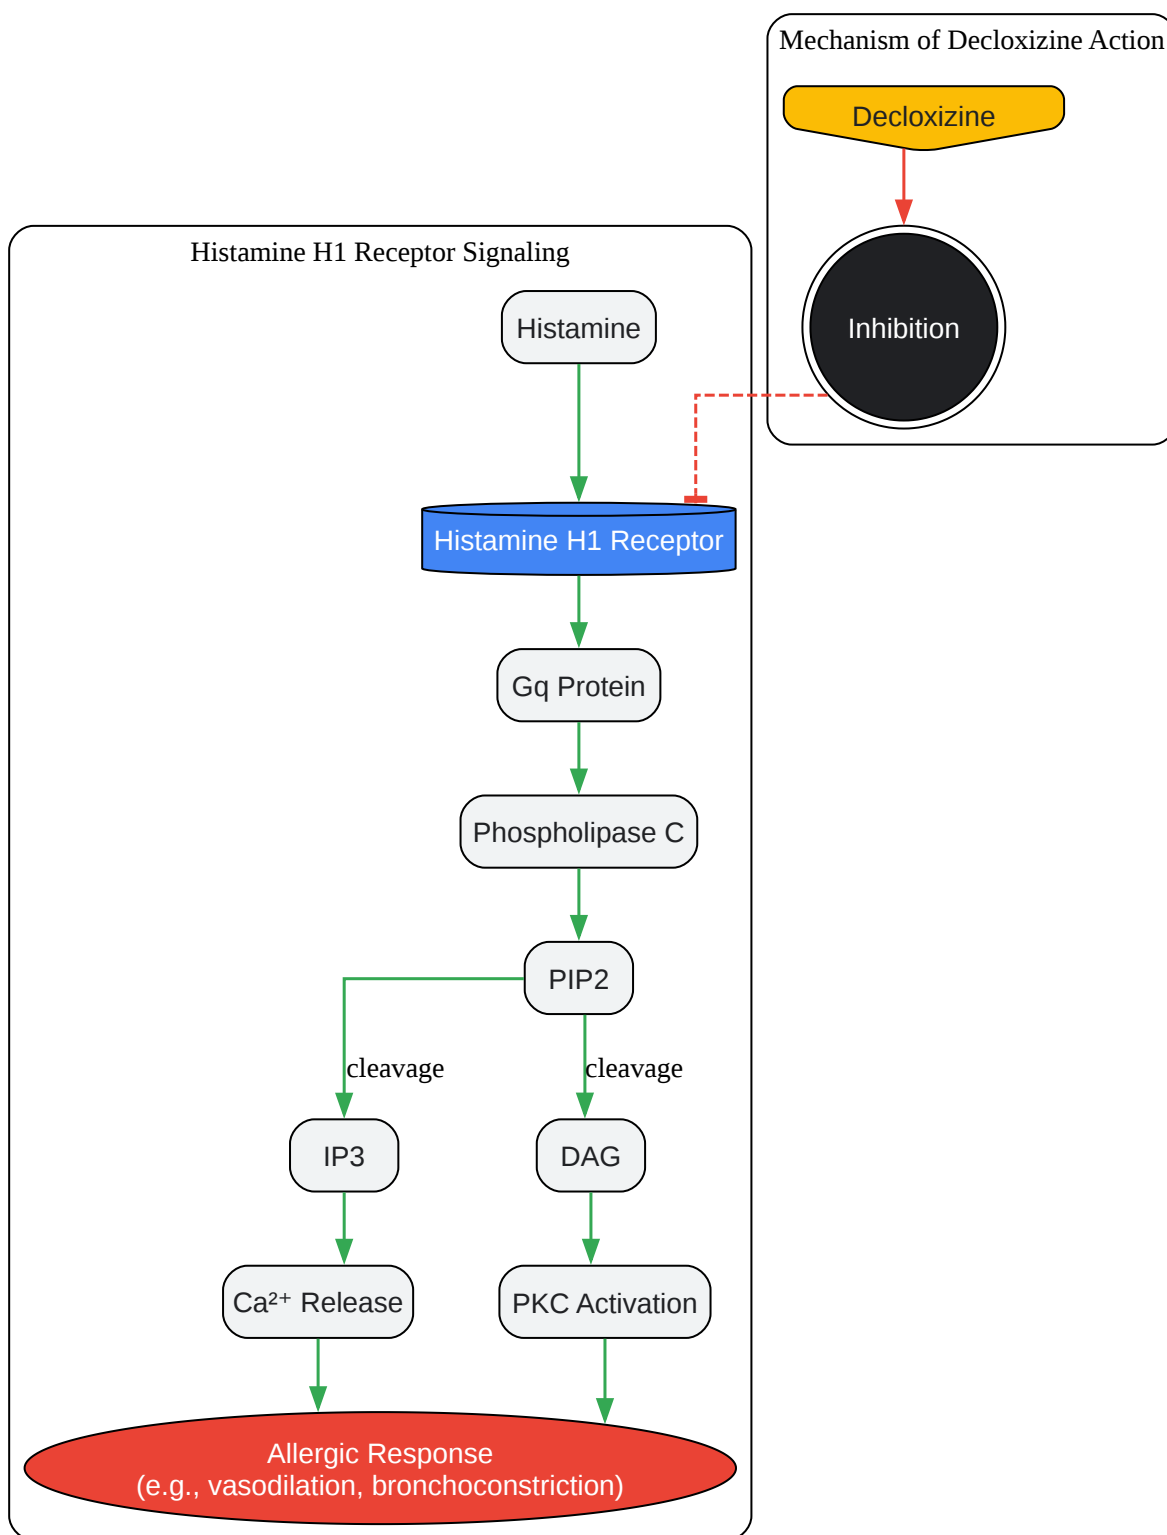 Mechanism of Decloxizine Action
Decloxizine
Inhibition
Histamine H1 Receptor Signaling
Histamine
Histamine H1 Receptor
Gq Protein
Phospholipase C
PIP2
cleavage
cleavage
IP3
DAG
Ca²⁺ Release
PKC Activation
Allergic Response
(e.g., vasodilation, bronchoconstriction)